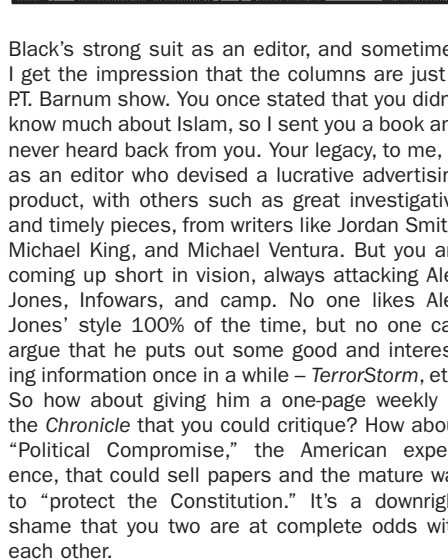 Black's strong suit as an editor, and sometime
I get the impression that the columns are just
P.T. Barnum show. You once stated that you didn
know much about Islam, so I sent you a book an
never heard back from you. Your legacy, to me,
as an editor who devised a lucrative advertisin
product, with others such as great investigativ
and timely pieces, from writers like Jordan Smit
Michael King, and Michael Ventura. But you ar
coming up short in vision, always attacking Ale
Jones, Infowars, and camp. No one likes Ale
Jones' style 100% of the time, but no one ca
argue that he puts out some good and interes
ing information once in a while – TerrorStorm, et
So how about giving him a one-page weekly
the Chronicle that you could critique? How abou
“Political Compromise,” the American expe
ence, that could sell papers and the mature wa
to “protect the Constitution.” It's a downrigh
shame that you two are at complete odds wit
each other.